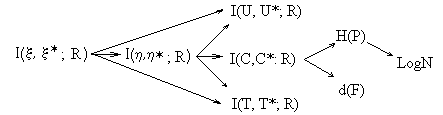 I(U, U*; R)
H(P)
I(ξ, ξ*; R)
I(η,η*; R)
I(C,C*: R)
LogN
d(F)
I(T, T*; R)